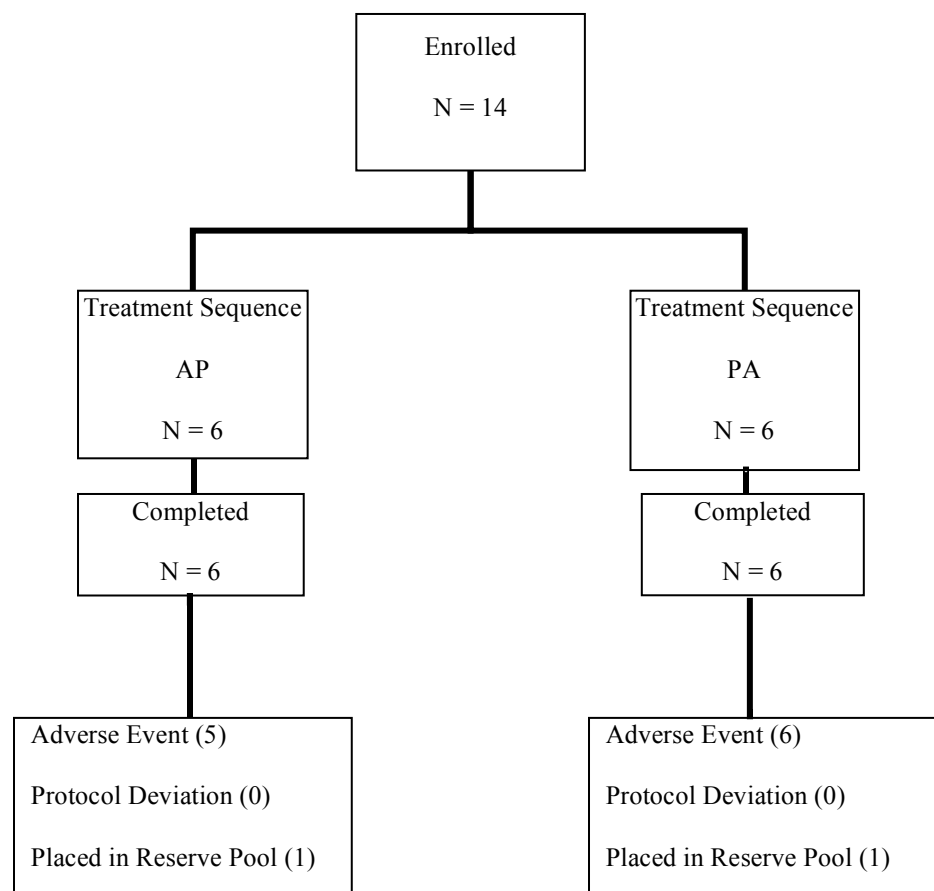 Enrolled
N = 14
Treatment Sequence
AP
N = 6
Treatment Sequence
PA
N = 6
Completed
N = 6
Completed
N = 6
Adverse Event (5)
Protocol Deviation (0)
Placed in Reserve Pool (1)
Adverse Event (6)
Protocol Deviation (0)
Placed in Reserve Pool (1)